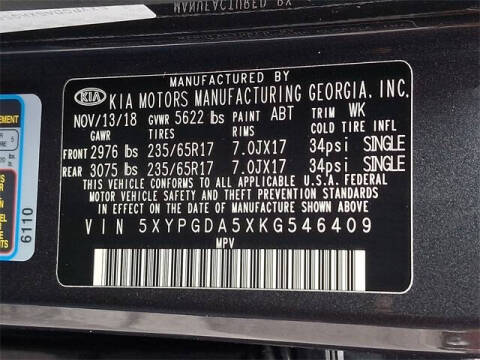 MANUFACTURED BY
KIA KIA MOTORS MANUFACTURING GEORGIA, INC.
NOV/13/18 GVWR 5622 lbs PAINT ABT TRIM WK
GAWR TIRES RIMS COLD TIRE INFL
FRONT 2976 lbs 235/65R17 7.0JX17 34psi SINGLE
REAR 3075 lbs 235/65R17 7.0JX17 34psi SINGLE
THIS VEHICLE CONFORMS TO ALL APPLICABLE U.S.A. FEDERAL
MOTOR VEHICLE SAFETY BUMPER AND THEFT PREVENTION STANDARDS
IN EFFECT ON THE DATE OF MANUFACTURE SHOWN ABOVE
VIN 5XYPGDA5XKG546409
MPV
6110